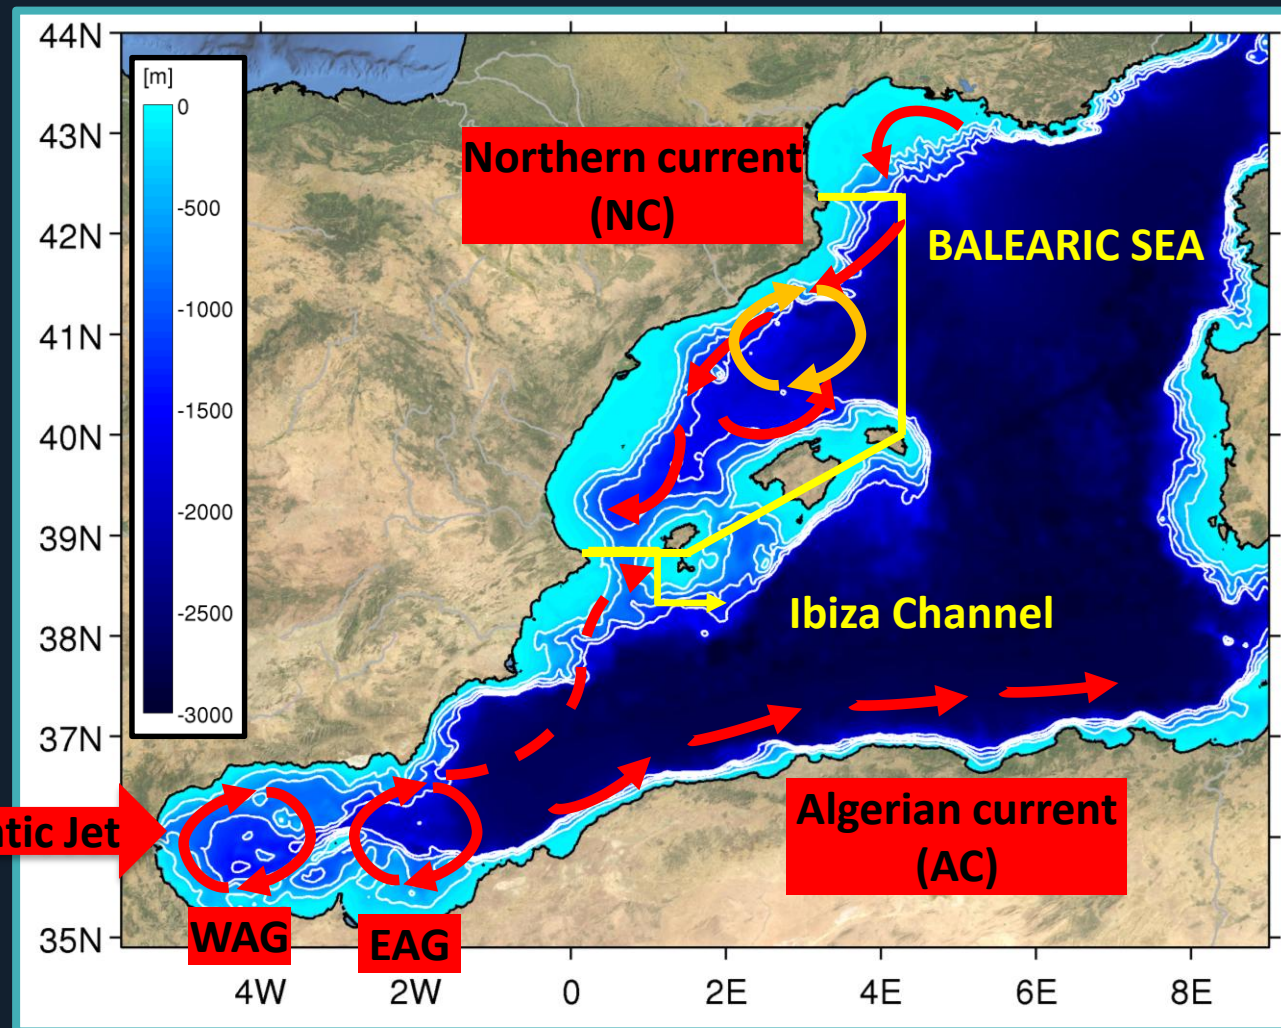 44N
43N
42N
41N
40N
39N
38N
37N
35N
[m]
0
-500
-1000
-1500
-2000
-2500
-3000
Northern current
(NC)
BALEARIC SEA
Ibiza Channel
Algerian current
(AC)
Jet
WAG
EAG
4W
2W
0
2E
4E
6E
8E